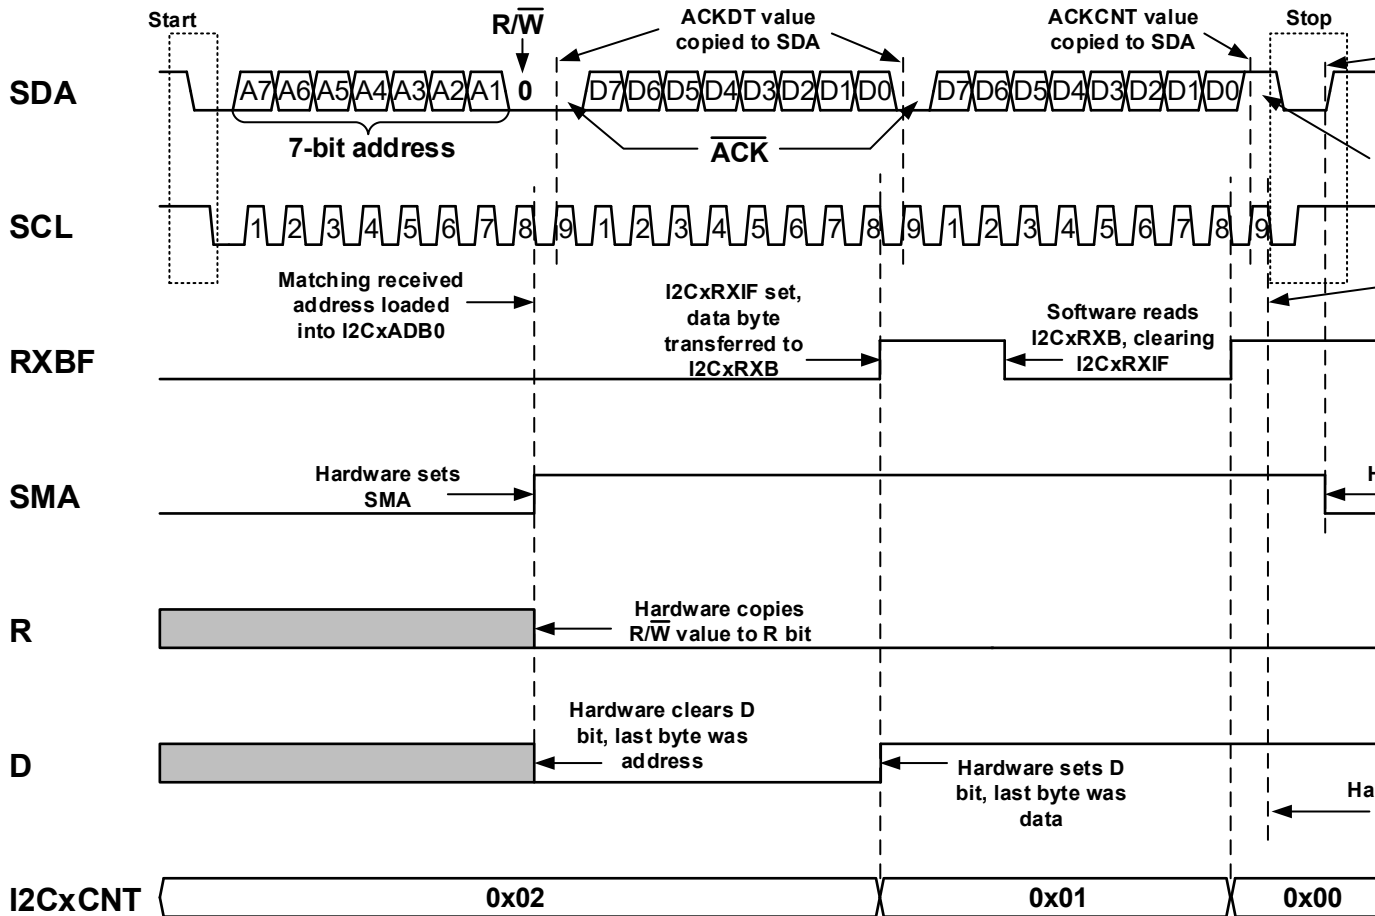 Start
R/W
ACKDT value
copied to SDA
ACKCNT value
copied to SDA
Stop
SDA
A7 A6 A5 A4 A3 A2 A1 0 D7 D6 D5 D4 D3 D2 D1 D0 D7 D6 D5 D4 D3 D2 D1 D0
7-bit address
ACK
SCL
1 2 3 4 5 6 7 8 9 1 2 3 4 5 6 7 8 9 1 2 3 4 5 6 7 8 9
Matching received
address loaded
into I2CxADB0
I2CxRXIF set,
data byte
transferred to
I2CxRXB
Software reads
I2CxRXB, clearing
I2CxRXIF
RXBF
Hardware sets
SMA
H
SMA
Hardware copies
R/W value to R bit
R
Hardware clears D
bit, last byte was
address
Hardware sets D
bit, last byte was
data
Ha
D
I2CxCNT
0x02
0x01
0x00